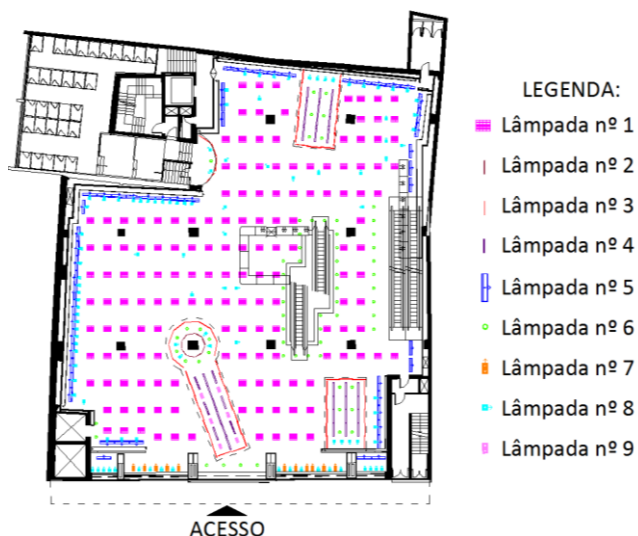 LEGENDA:
Lâmpada nº 1
Lâmpada nº 2
Lâmpada nº 3
Lâmpada nº 4
Lâmpada nº 5
Lâmpada nº 6
Lâmpada nº 7
Lâmpada nº 8
Lâmpada nº 9
ACESSO